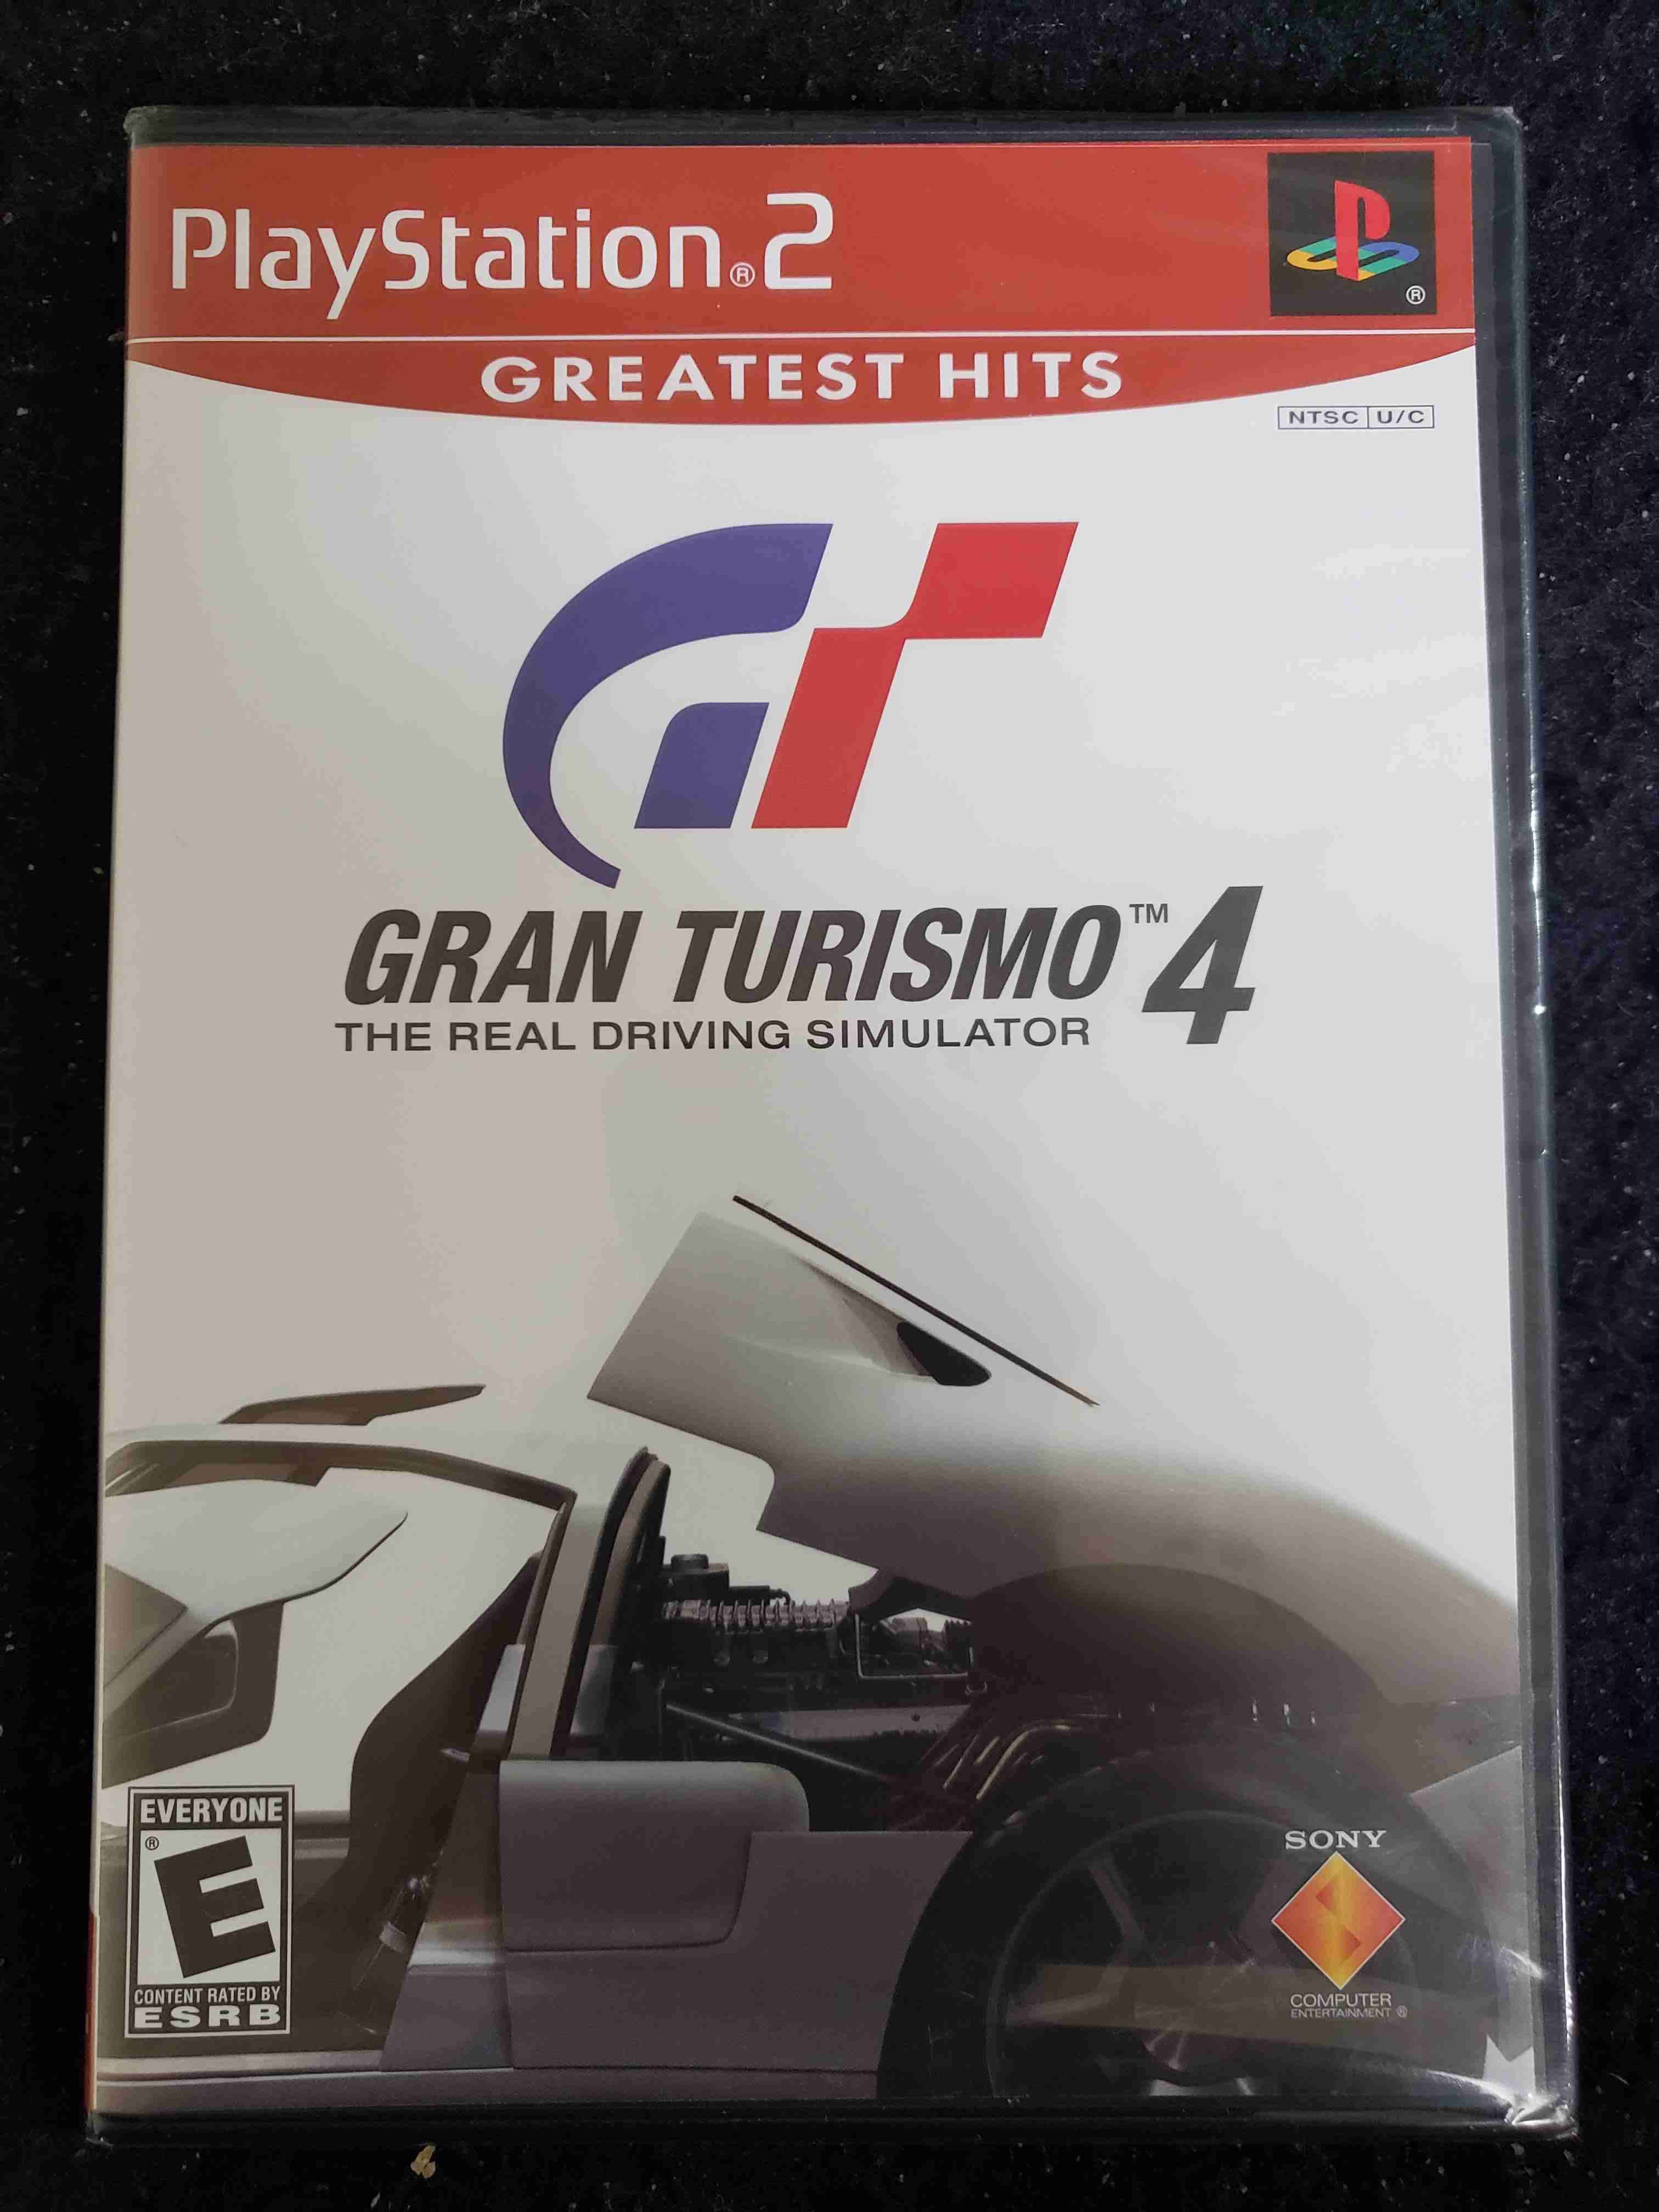 PlayStation®2
GREATEST HITS
®
NTSC U/C
GT
GRAN TURISMO™ 4
THE REAL DRIVING SIMULATOR
EVERYONE
®
E
CONTENT RATED BY
ESRB
SONY
COMPUTER
ENTERTAINMENT ®